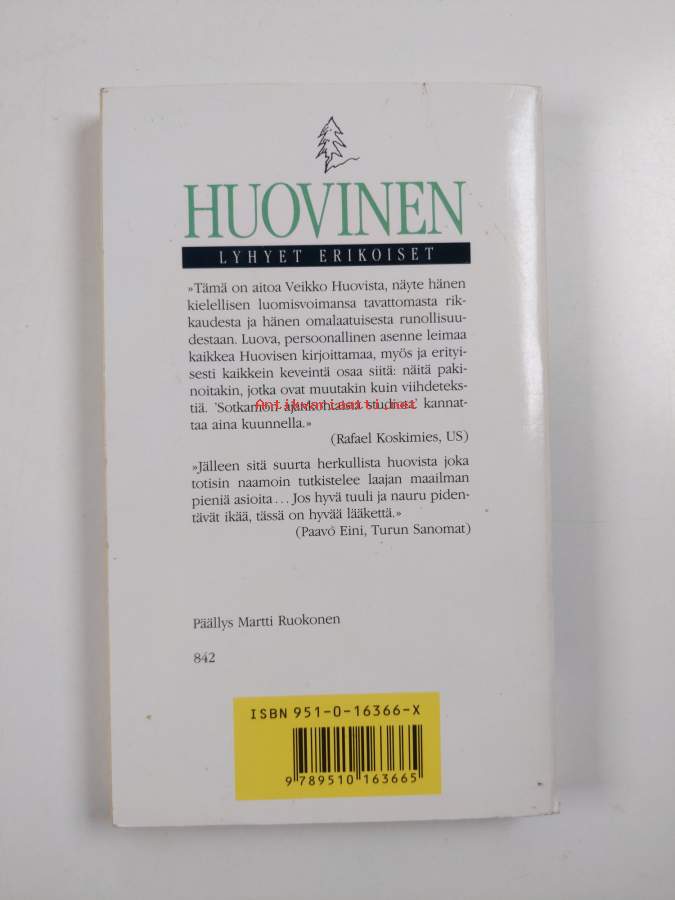 HUOVINEN
LYHYET ERIKOISET
»Tämä on aitoa Veikko Huovista, näyte hänen
kielellisen luomisvoimansa tavattomasta rik-
kaudesta ja hänen omalaatuisesta runollisuu-
destaan. Luova, persoonallinen asenne leimaa
kaikkea Huovisen kirjoittamaa, myös ja erityi-
sesti kaikkein keveintä osaa siitä: näitä paki-
noitakin, jotka ovat muutakin kuin viihdeteks-
tiä. 'Sotkamon ajankohtaista studiota' kannat-
taa aina kuunnella.»
(Rafael Koskimies, US)
»Jälleen sitä suurta herkullista huovista joka
totisin naamoin tutkistelee laajan maailman
pieniä asioita... Jos hyvä tuuli ja nauru piden-
tävät ikää, tässä on hyvää lääkettä.»
(Paavo Eini, Turun Sanomat)
Päällys Martti Ruokonen
842
ISBN 951-0-16366-X
9 789510 163665